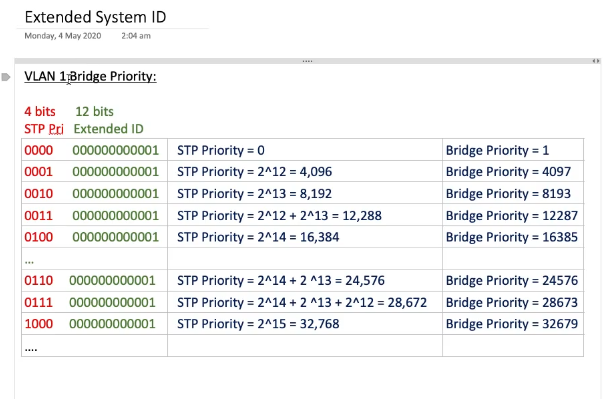 Extended System ID
Monday, 4 May 2020 2:04 am
VLAN 1 Bridge Priority:
4 bits 12 bits
STP Pri Extended ID
0000 000000000001 STP Priority = 0 Bridge Priority = 1
0001 000000000001 STP Priority = 2^12 = 4,096 Bridge Priority = 4097
0010 000000000001 STP Priority = 2^13 = 8,192 Bridge Priority = 8193
0011 000000000001 STP Priority = 2^12 + 2^13 = 12,288 Bridge Priority = 12287
0100 000000000001 STP Priority = 2^14 = 16,384 Bridge Priority = 16385
...
0110 000000000001 STP Priority = 2^14 + 2 ^13 = 24,576 Bridge Priority = 24576
0111 000000000001 STP Priority = 2^14 + 2 ^13 + 2^12 = 28,672 Bridge Priority = 28673
1000 000000000001 STP Priority = 2^15 = 32,768 Bridge Priority = 32679
....